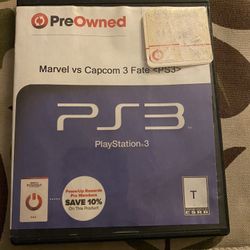 PreOwned
Marvel vs Capcom 3 Fate <PS3>
PS3
PlayStation®3
PowerUp Rewards
Pro Members
SAVE 10%
On This Product
T
ESRB